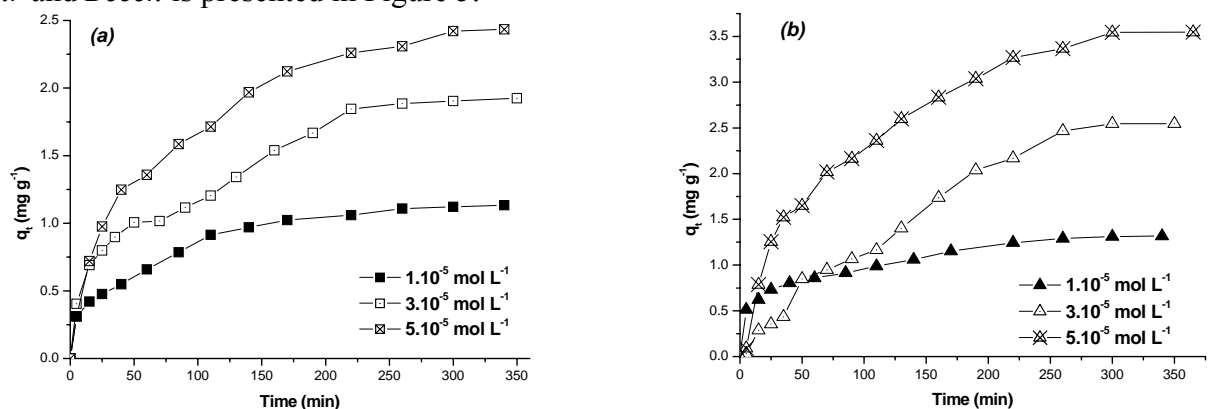 and
is presented in Figure 5.
(a)
2.5
2.0
1.5
1.0
0.5
0.0
qₜ (mg g⁻¹)
1.10⁻⁵ mol L⁻¹
3.10⁻⁵ mol L⁻¹
5.10⁻⁵ mol L⁻¹
0 50 100 150 200 250 300 350
Time (min)
(b)
3.5
3.0
2.5
2.0
1.5
1.0
0.5
0.0
qₜ (mg g⁻¹)
1.10⁻⁵ mol L⁻¹
3.10⁻⁵ mol L⁻¹
5.10⁻⁵ mol L⁻¹
0 50 100 150 200 250 300 350
Time (min)